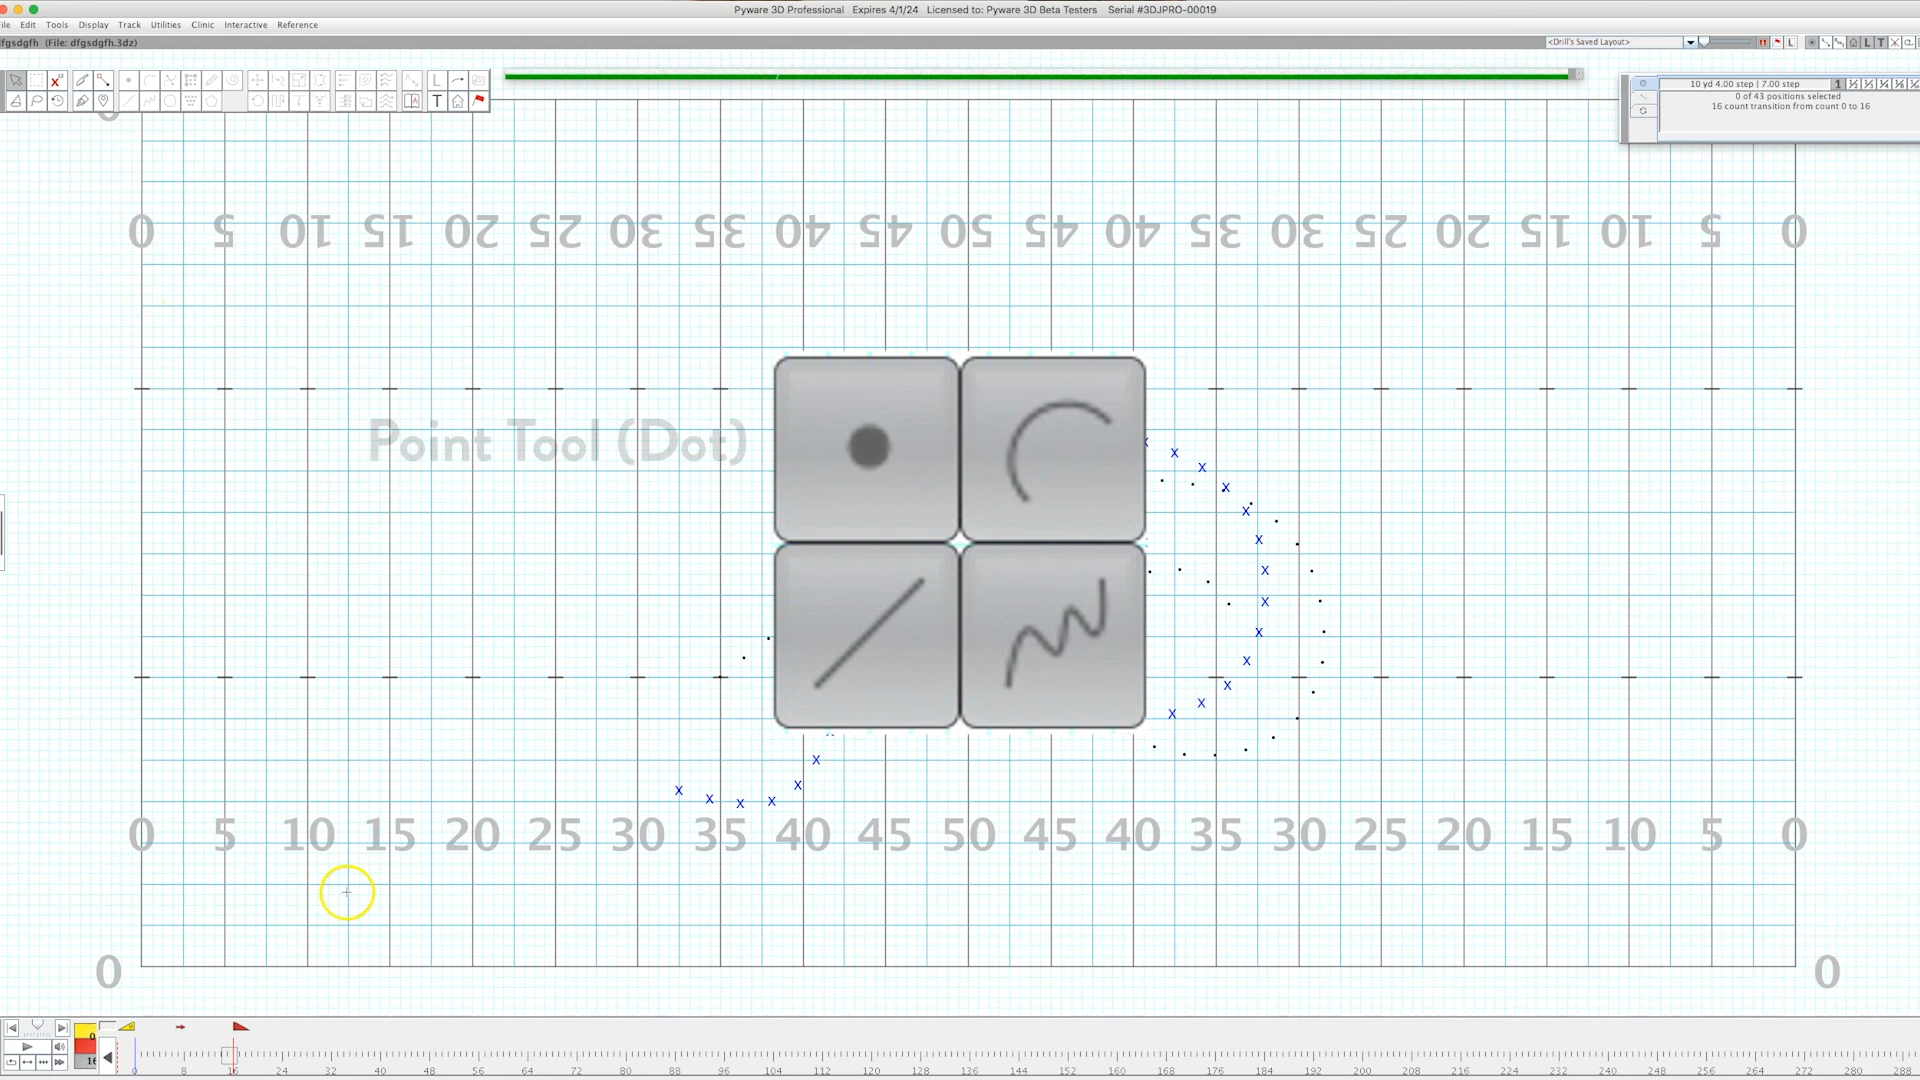 Pyware 3D Professional Expires 4/1/24 Licensed to: Pyware 3D Beta Testers Serial #3DJPRO-00019
Edit Tools Display Track Utilities Clinic Interactive Reference
(File: dfgsdgfh.3dz)
<Drill's Saved Layout>
10 yd 4.00 step | 7.00 step
0 of 43 positions selected
16 count transition from count 0 to 16
0 5 10 15 20 25 30 35 40 45 50 45 40 35 30 25 20 15 10 5 0
Point Tool (Dot)
0 5 10 15 20 25 30 35 40 45 50 45 40 35 30 25 20 15 10 5 0
0 0
0 8 16 24 32 40 48 56 64 72 80 88 96 104 112 120 128 136 144 152 160 168 176 184 192 200 208 216 224 232 240 248 256 264 272 280 288